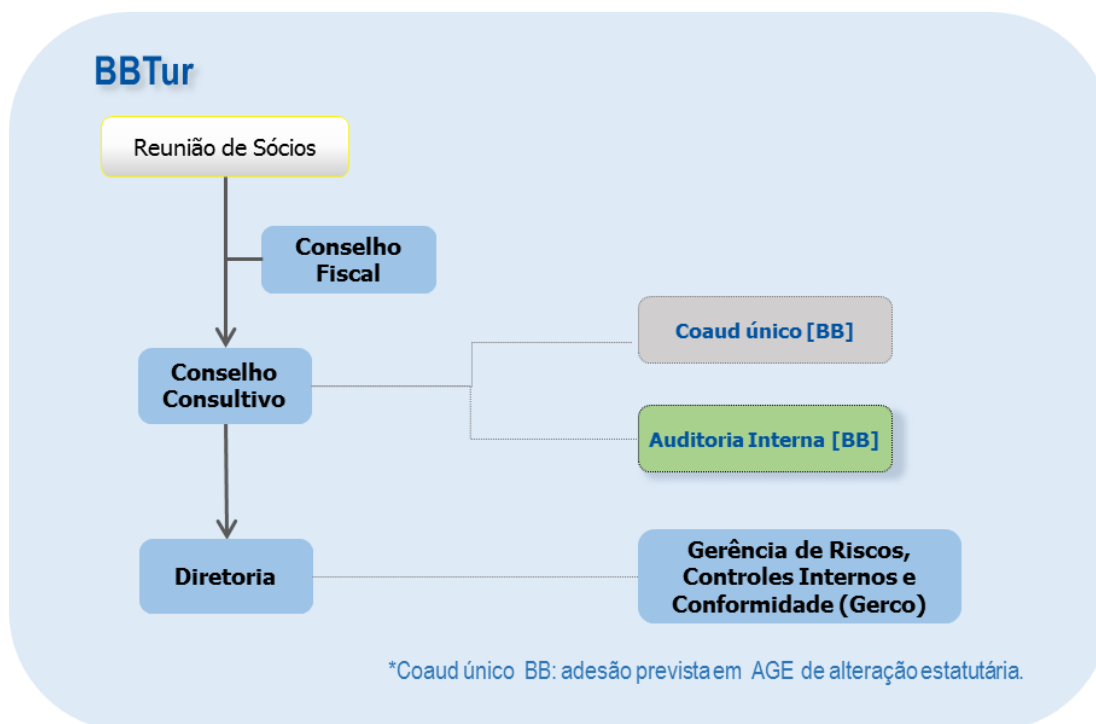 BBTur
Reunião de Sócios
Conselho
Fiscal
Coaud único [BB]
Conselho
Consultivo
Auditoria Interna [BB]
Diretoria
Gerência de Riscos,
Controles Internos e
Conformidade (Gerco)
*Coaud único BB: adesão prevista em AGE de alteração estatutária.